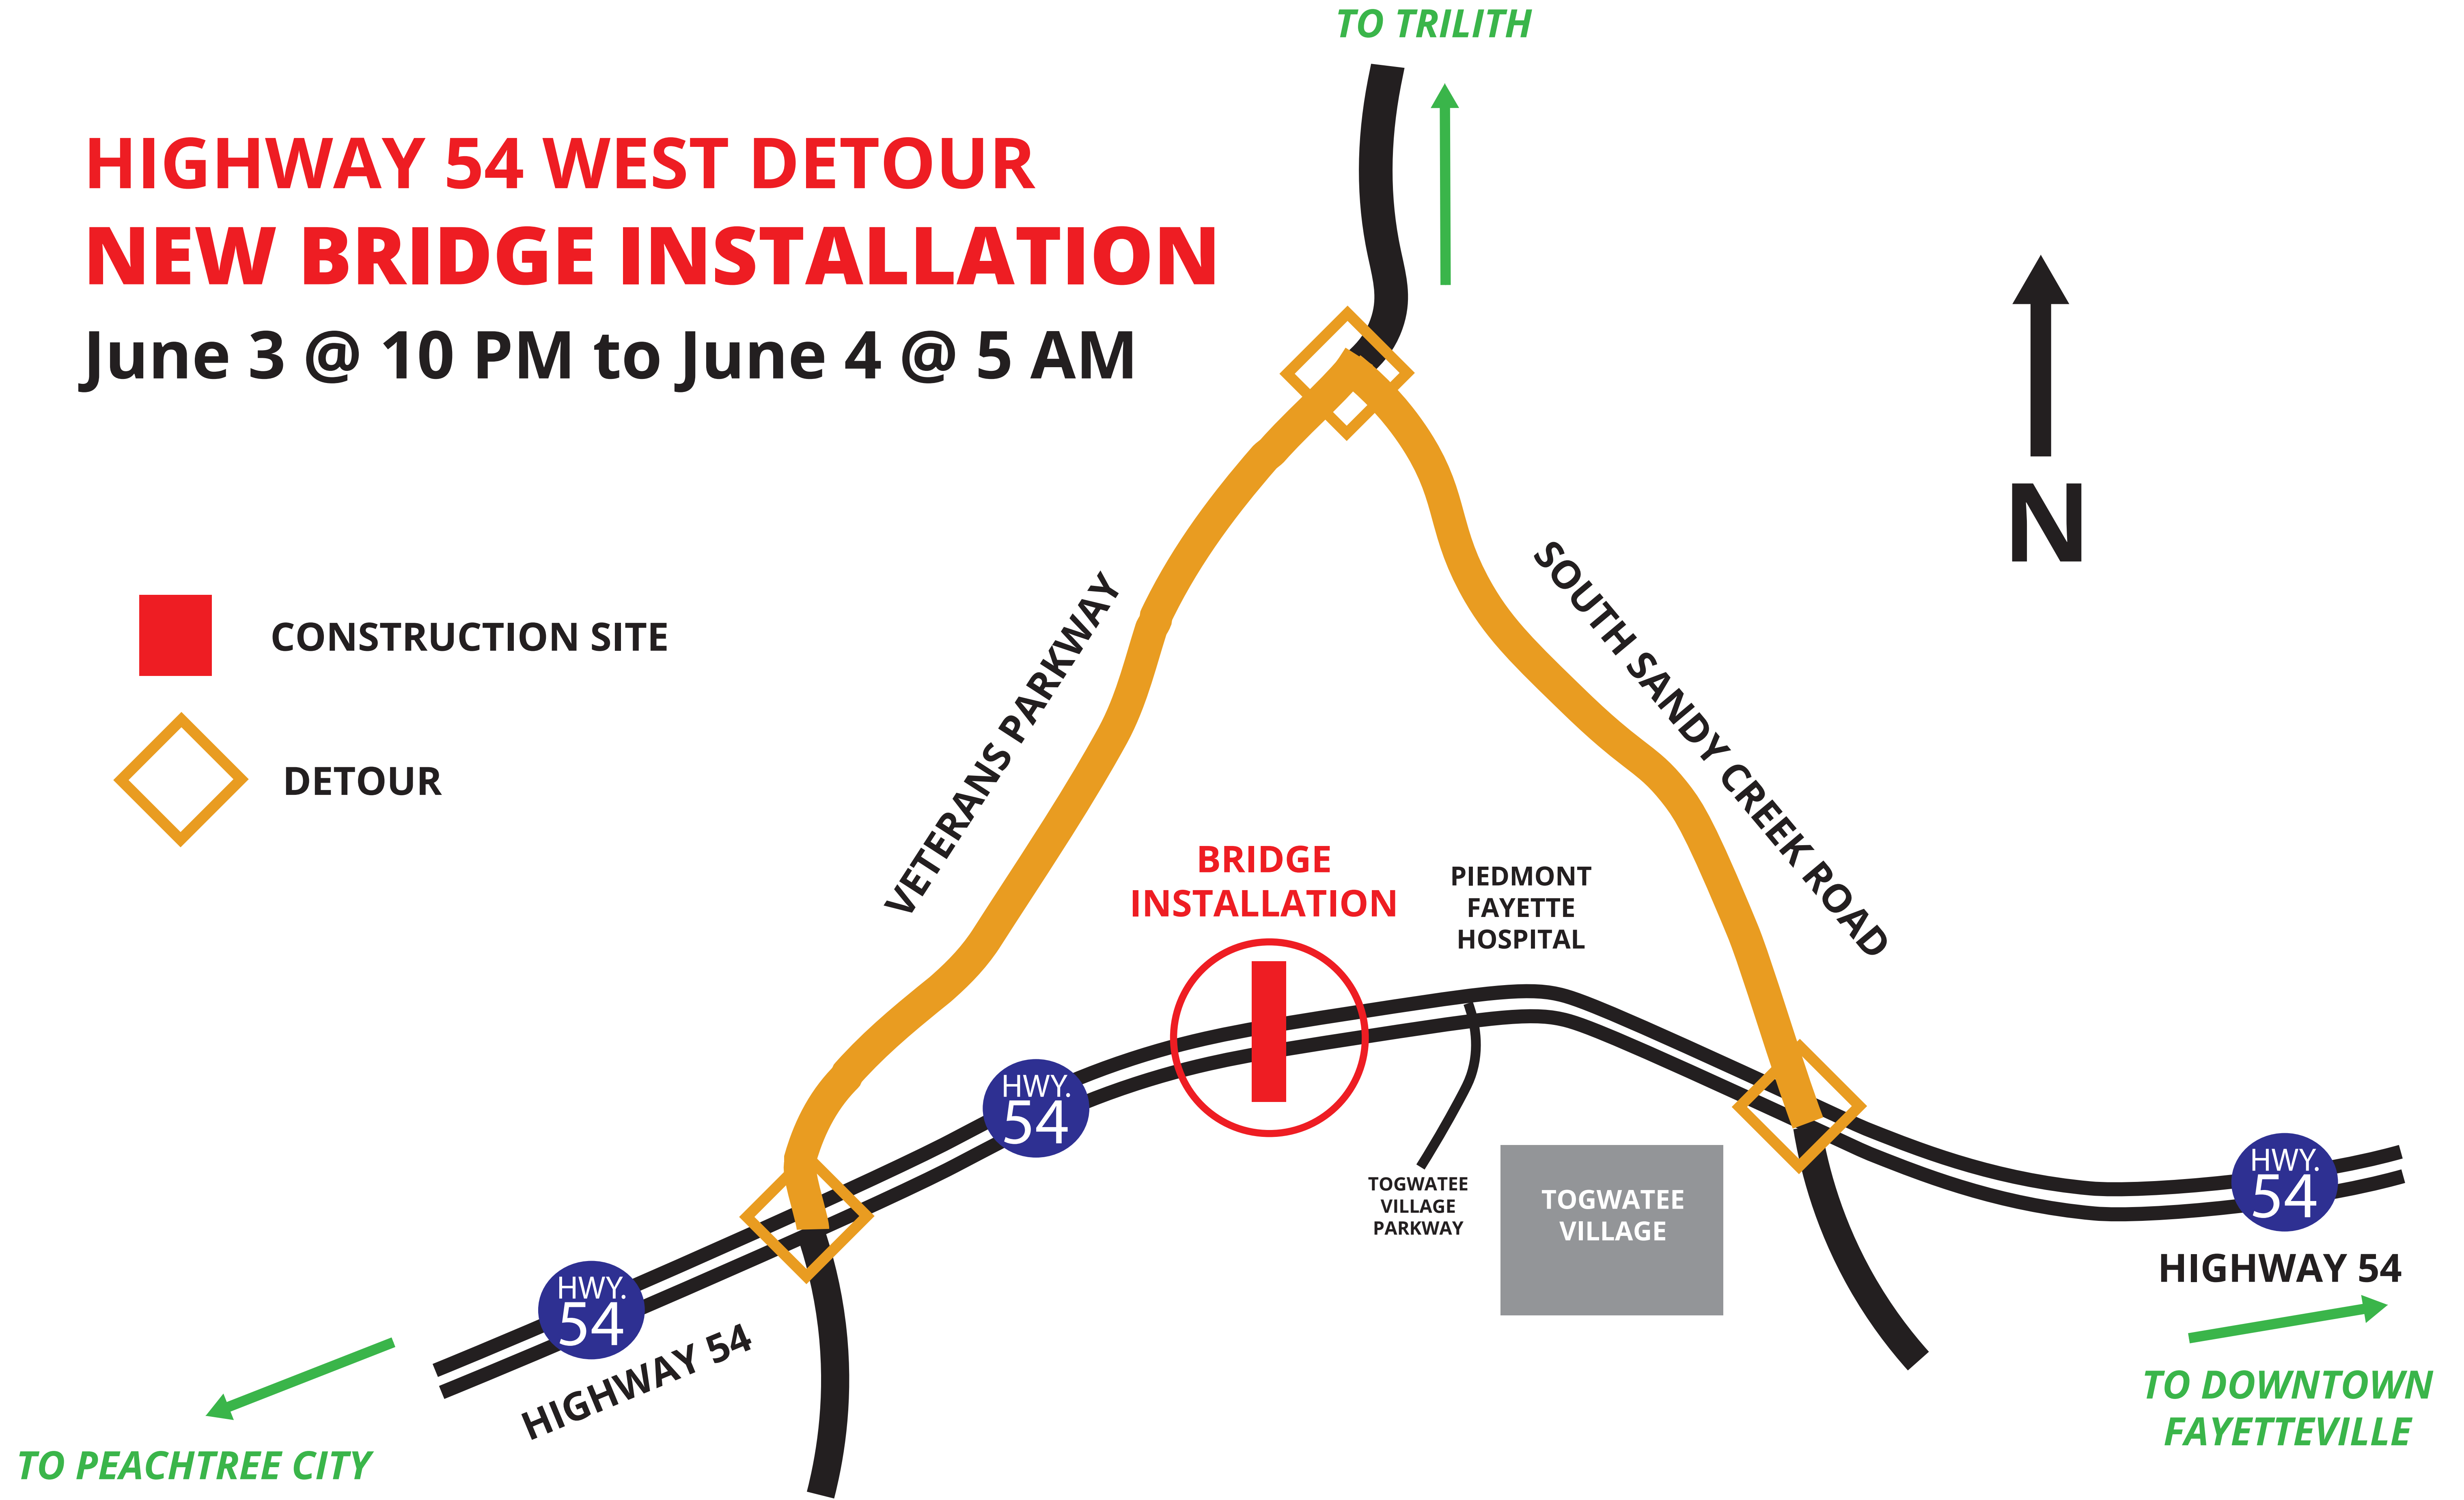 TO TRILITH
HIGHWAY 54 WEST DETOUR
NEW BRIDGE INSTALLATION
June 3 @ 10 PM to June 4 @ 5 AM
N
CONSTRUCTION SITE
DETOUR
VETERANS PARKWAY
SOUTH SANDY CREEK ROAD
BRIDGE
INSTALLATION
PIEDMONT
FAYETTE
HOSPITAL
HWY.
54
TOGWATEE
VILLAGE
PARKWAY
TOGWATEE
VILLAGE
HWY.
54
HIGHWAY 54
TO DOWNTOWN
FAYETTEVILLE
HWY.
54
HIGHWAY 54
TO PEACHTREE CITY